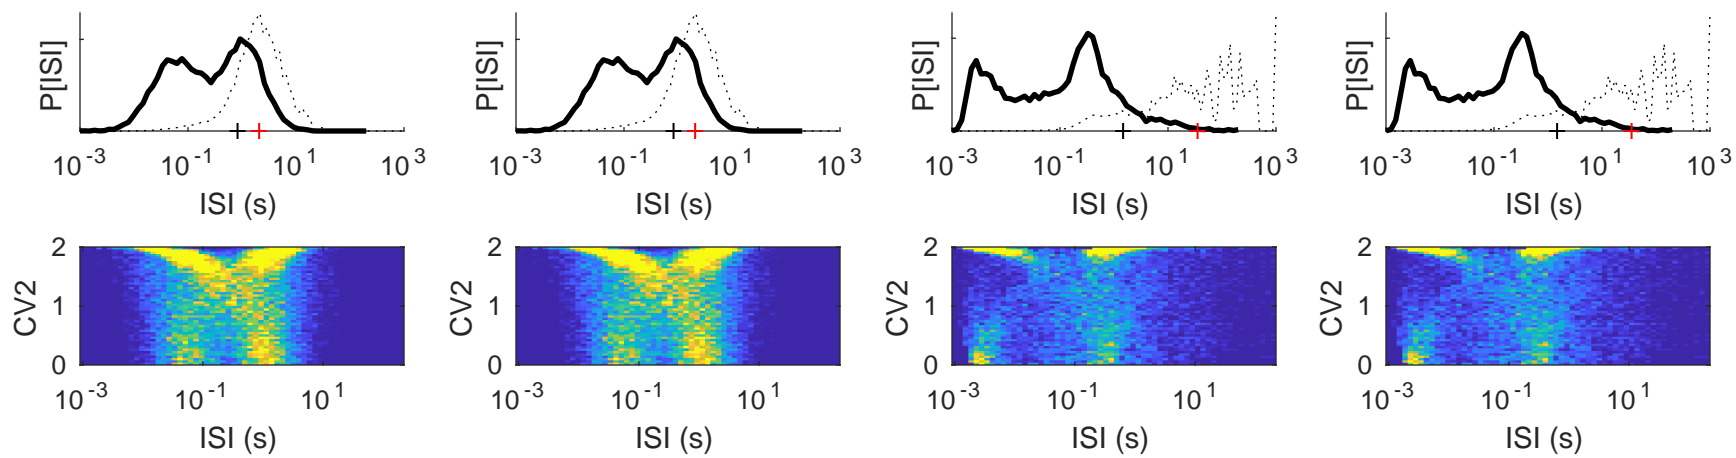 P[ISI] P[ISI] P[ISI] P[ISI]
10^-3 10^-1 10^1 10^3 10^-3 10^-1 10^1 10^3 10^-3 10^-1 10^1 10^3 10^-3 10^-1 10^1 10^3
ISI (s) ISI (s) ISI (s) ISI (s)
2 2 2 2
CV2 1 CV2 1 CV2 1 CV2 1
0 0 0 0
10^-3 10^-1 10^1 10^-3 10^-1 10^1 10^-3 10^-1 10^1 10^-3 10^-1 10^1
ISI (s) ISI (s) ISI (s) ISI (s)